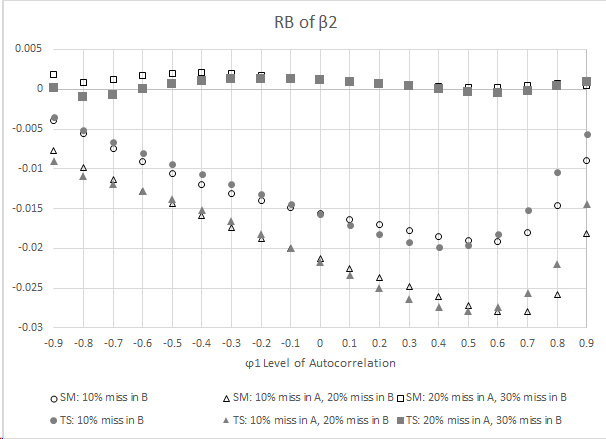 RB of β2
0.005
0
-0.005
-0.01
-0.015
-0.02
-0.025
-0.03
-0.9 -0.8 -0.7 -0.6 -0.5 -0.4 -0.3 -0.2 -0.1 0 0.1 0.2 0.3 0.4 0.5 0.6 0.7 0.8 0.9
φ1 Level of Autocorrelation
SM: 10% miss in B SM: 10% miss in A, 20% miss in B SM: 20% miss in A, 30% miss in B
TS: 10% miss in B TS: 10% miss in A, 20% miss in B TS: 20% miss in A, 30% miss in B